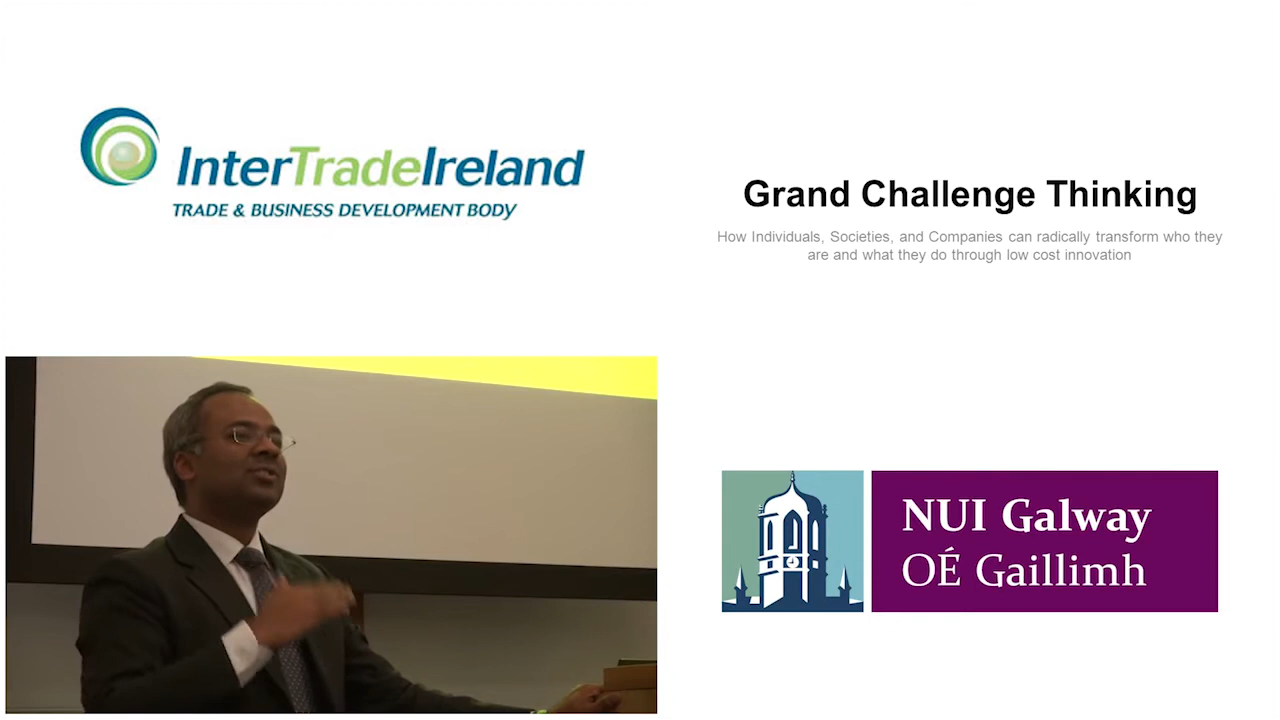 InterTradeIreland
TRADE & BUSINESS DEVELOPMENT BODY
Grand Challenge Thinking
How Individuals, Societies, and Companies can radically transform who they
are and what they do through low cost innovation
NUI Galway
OÉ Gaillimh